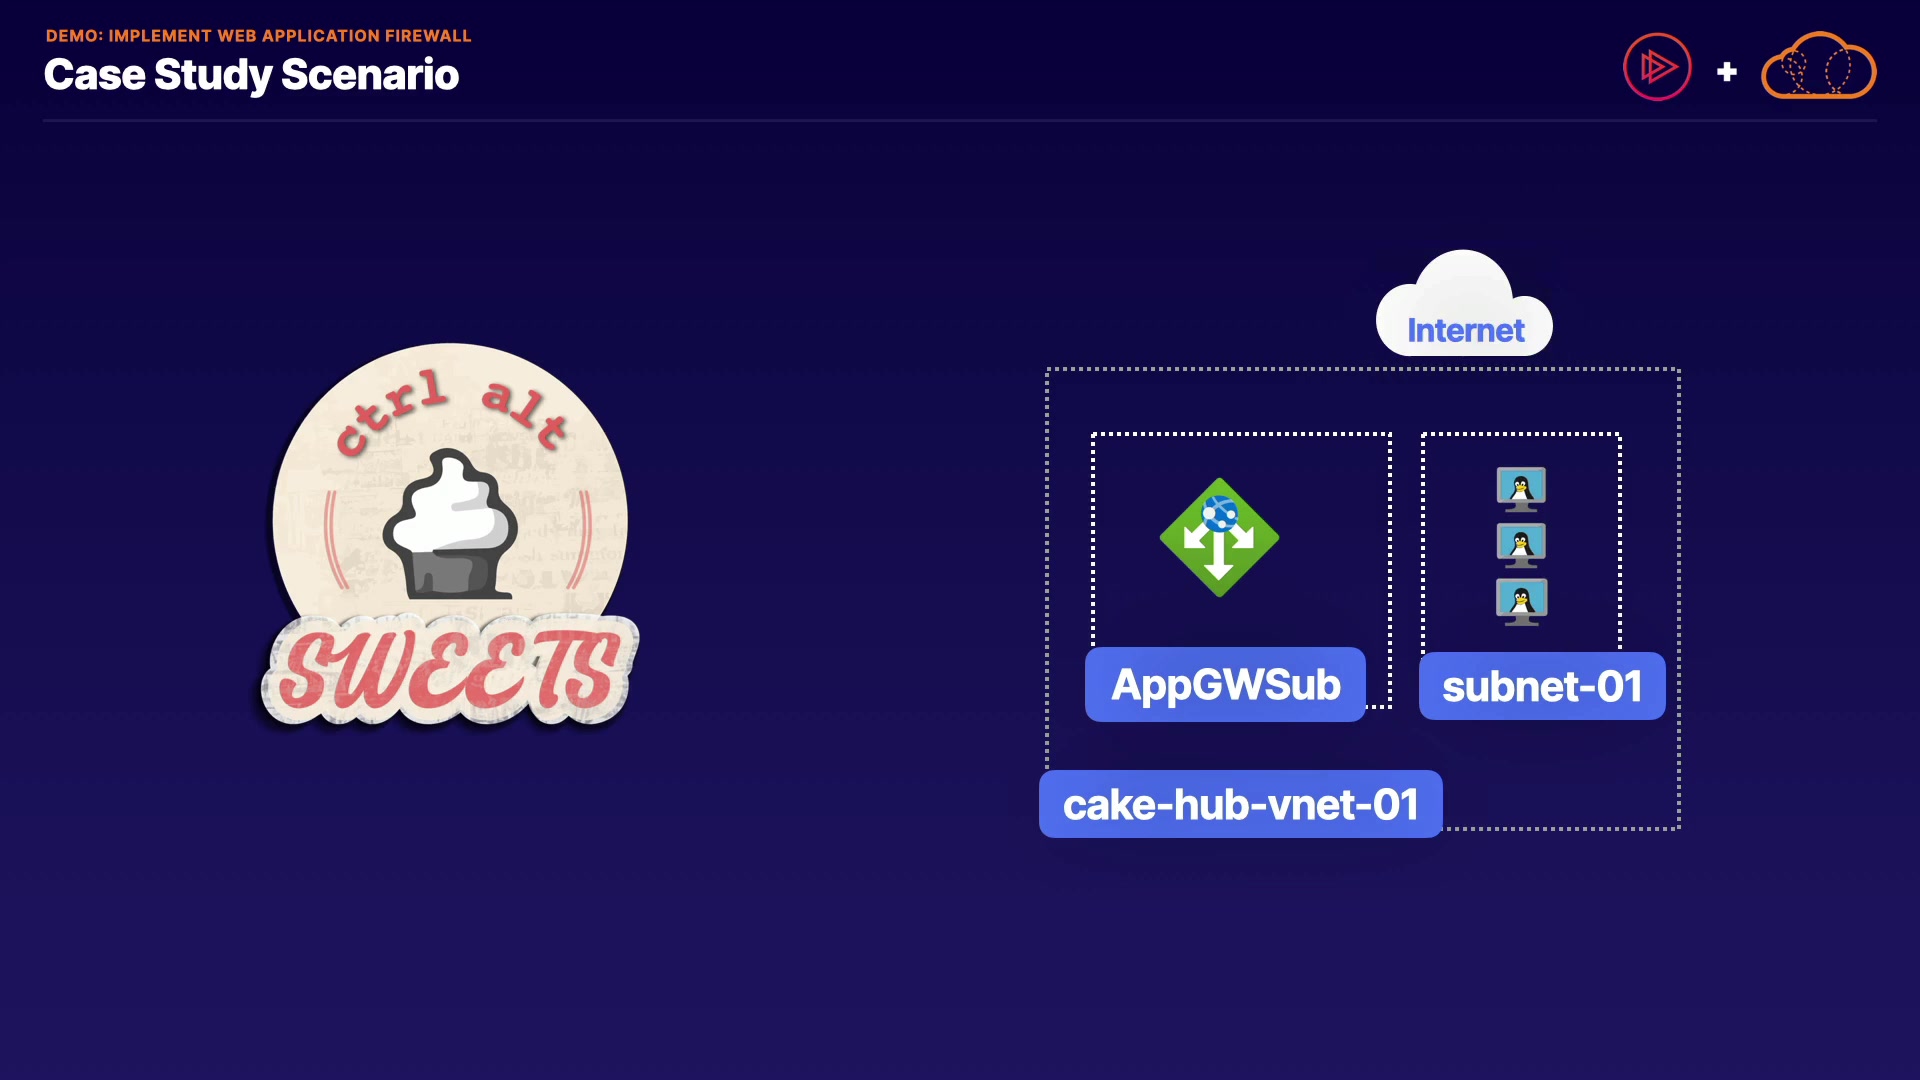 DEMO: IMPLEMENT WEB APPLICATION FIREWALL
Case Study Scenario
ctrl alt
SWEETS
Internet
AppGWSub
subnet-01
cake-hub-vnet-01